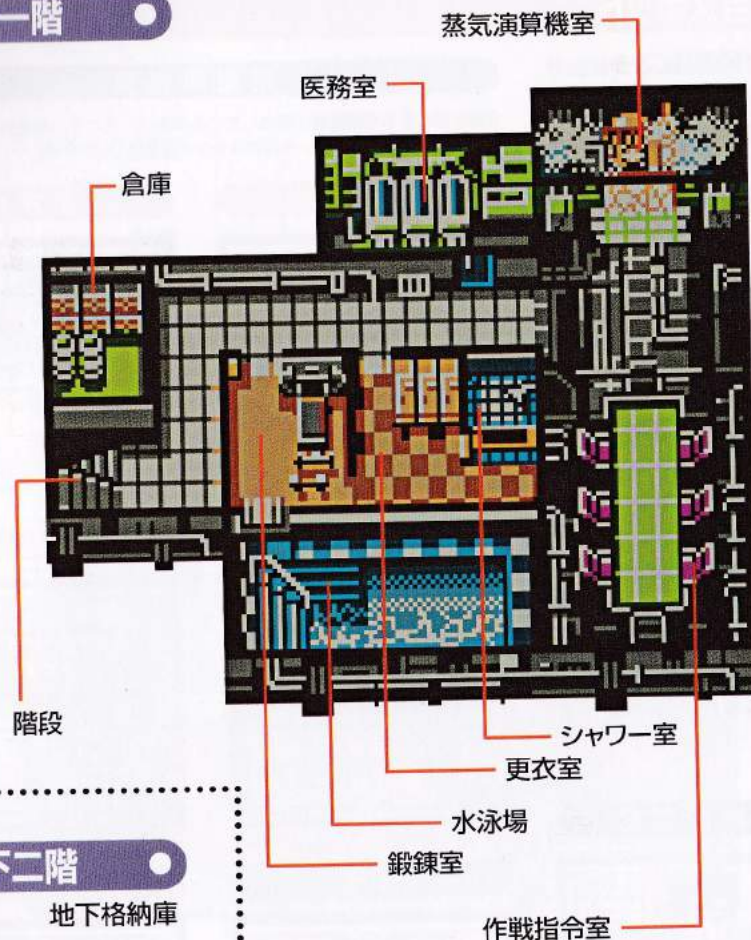 一階
蒸気演算機室
医務室
倉庫
階段
シャワー室
更衣室
水泳場
鍛錬室
作戦指令室
下二階
地下格納庫